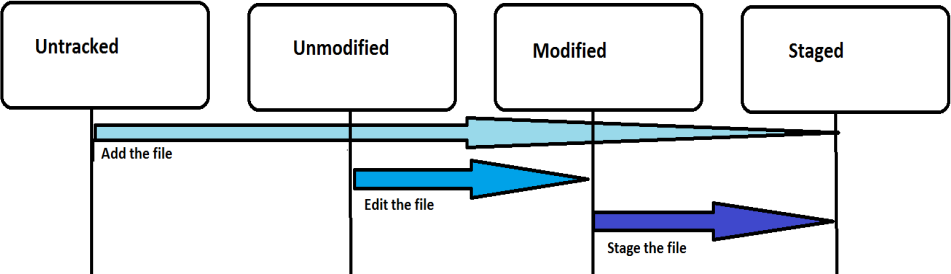 Untracked
Unmodified
Modified
Staged
Add the file
Edit the file
Stage the file